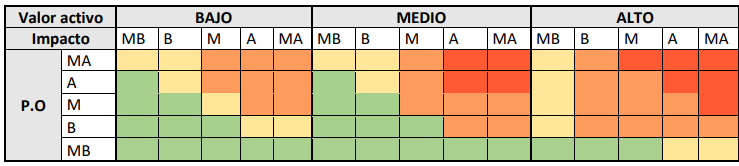 Valor activo BAJO MEDIO ALTO
Impacto MB B M A MA MB B M A MA MB B M A MA
MA
A
P.O M
B
MB